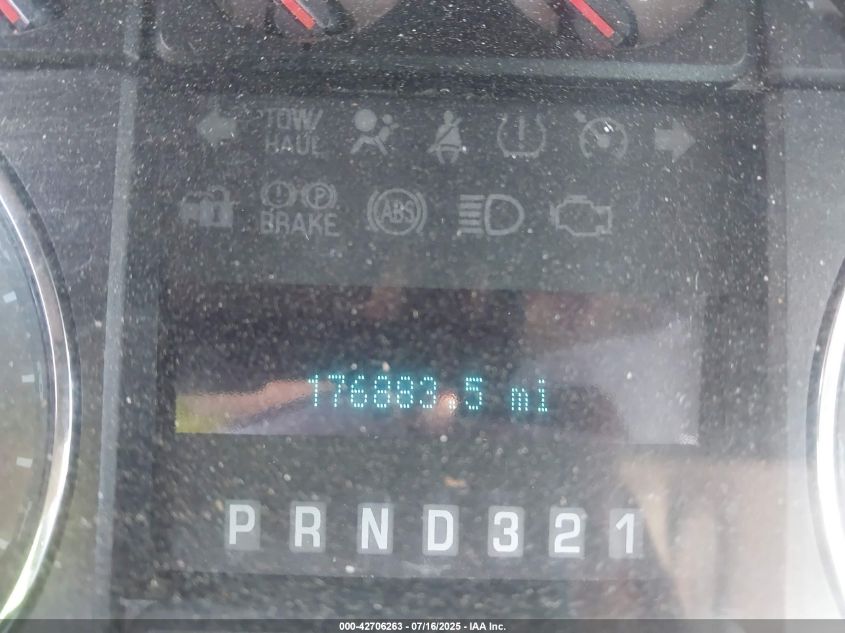 TOW/
HAUL
BRAKE
ABS
176883.5 mi
P R N D 3 2 1
000-42706263 - 07/16/2025 - IAA Inc.